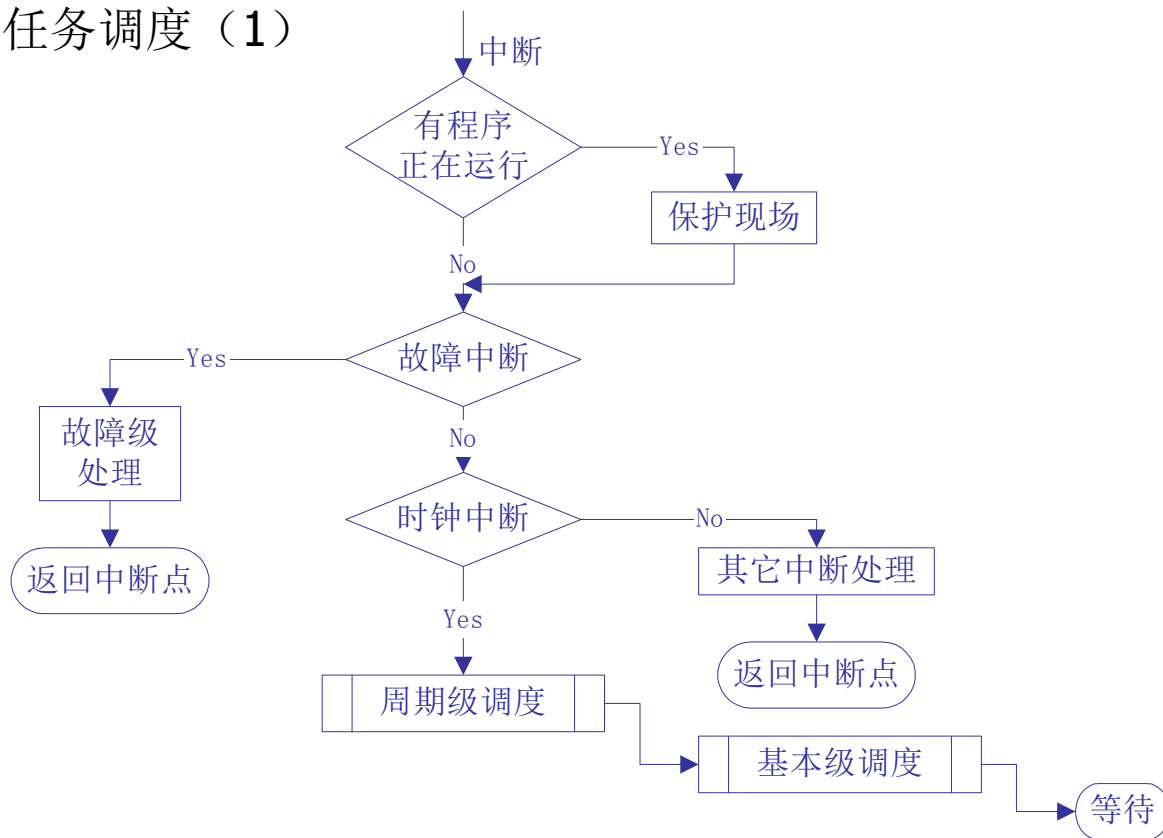 任务调度（1）
中断
有程序
正在运行
Yes
保护现场
No
故障中断
Yes
故障级
处理
返回中断点
No
时钟中断
No
其它中断处理
返回中断点
Yes
周期级调度
基本级调度
等待